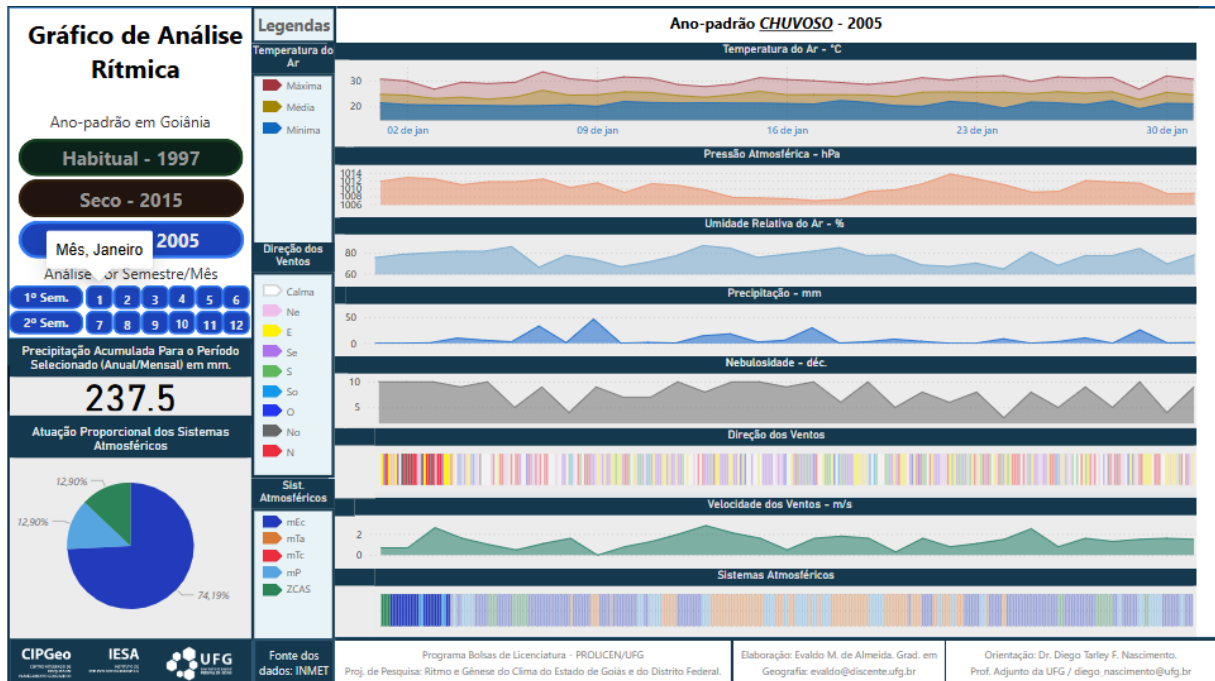 Gráfico de Análise
Rítmica
Ano-padrão em Goiânia
Habitual - 1997
Seco - 2015
2005
Mês, Janeiro
Análise or Semestre/Mês
1º Sem. 1 2 3 4 5 6
2º Sem. 7 8 9 10 11 12
Precipitação Acumulada Para o Período
Selecionado (Anual/Mensal) em mm.
237.5
Atuação Proporcional dos Sistemas
Atmosféricos
12,90%
12,90%
74,19%
CIPGeo
IESA
UFG
Legendas
Temperatura do
Ar
Máxima
Média
Mínima
Direção dos
Ventos
Calma
Ne
E
Se
S
So
O
No
N
Sist.
Atmosféricos
mEc
mTa
mTc
mP
ZCAS
Fonte dos
dados: INMET
Ano-padrão CHUVOSO - 2005
Temperatura do Ar - °C
30
20
02 de jan 09 de jan 16 de jan 23 de jan 30 de jan
Pressão Atmosférica - hPa
1014
1012
1010
1008
1006
Umidade Relativa do Ar - %
80
60
Precipitação - mm
50
0
Nebulosidade - déc.
10
5
Direção dos Ventos
Velocidade dos Ventos - m/s
2
0
Sistemas Atmosféricos
Programa Bolsas de Licenciatura - PROLICEN/UFG
Proj. de Pesquisa: Ritmo e Gênese do Clima do Estado de Goiás e do Distrito Federal.
Elaboração: Evaldo M. de Almeida. Grad. em
Geografia: evaldo@discente.ufg.br
Orientação: Dr. Diego Tarley F. Nascimento.
Prof. Adjunto da UFG / diego_nascimento@ufg.br